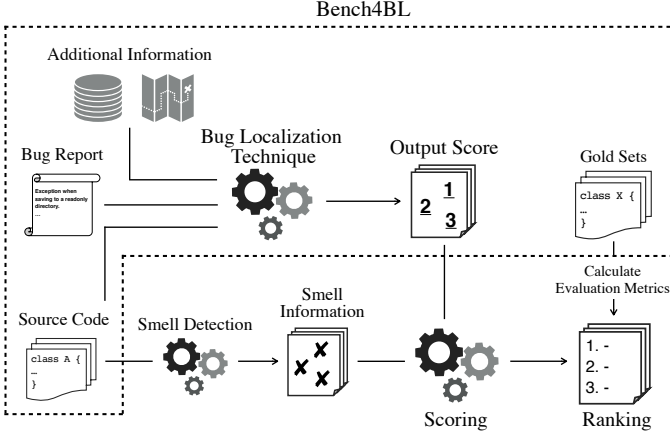 Bench4BL
Additional Information
Bug Report
Exception when
saving to a readonly
directory.
...
Bug Localization
Technique
Output Score
1
2
3
Gold Sets
class X {
...
}
Calculate
Evaluation Metrics
Source Code
class A {
...
}
Smell Detection
Smell
Information
Scoring
1. -
2. -
3. -
Ranking